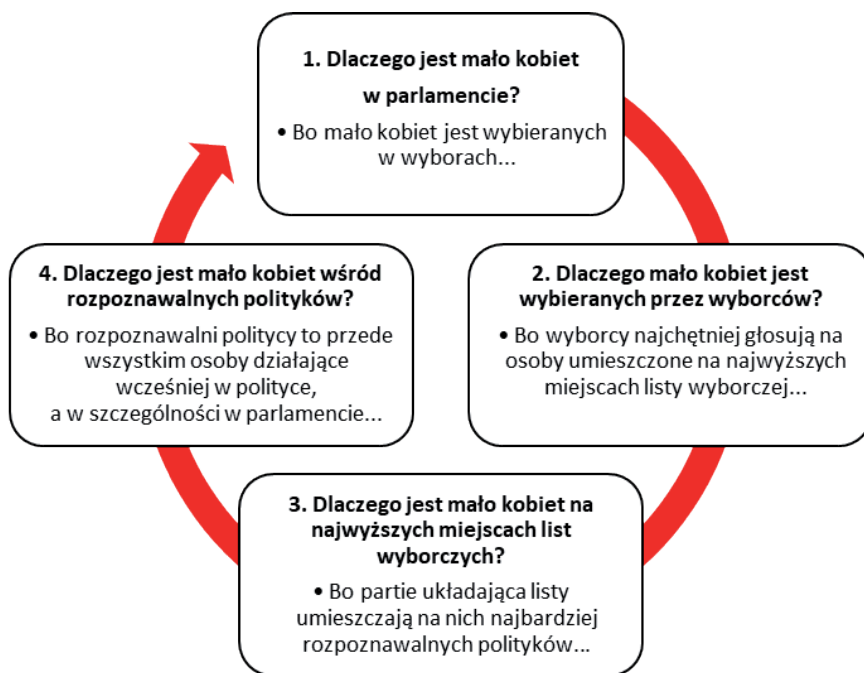 1. Dlaczego jest mało kobiet
w parlamencie?
• Bo mało kobiet jest wybieranych
w wyborach...
2. Dlaczego mało kobiet jest
wybieranych przez wyborców?
• Bo wyborcy najchętniej głosują na
osoby umieszczone na najwyższych
miejscach listy wyborczej...
3. Dlaczego jest mało kobiet na
najwyższych miejscach list
wyborczych?
• Bo partie układająca listy
umieszczają na nich najbardziej
rozpoznawalnych polityków...
4. Dlaczego jest mało kobiet wśród
rozpoznawalnych polityków?
• Bo rozpoznawalni politycy to przede
wszystkim osoby działające
wcześniej w polityce,
a w szczególności w parlamencie...